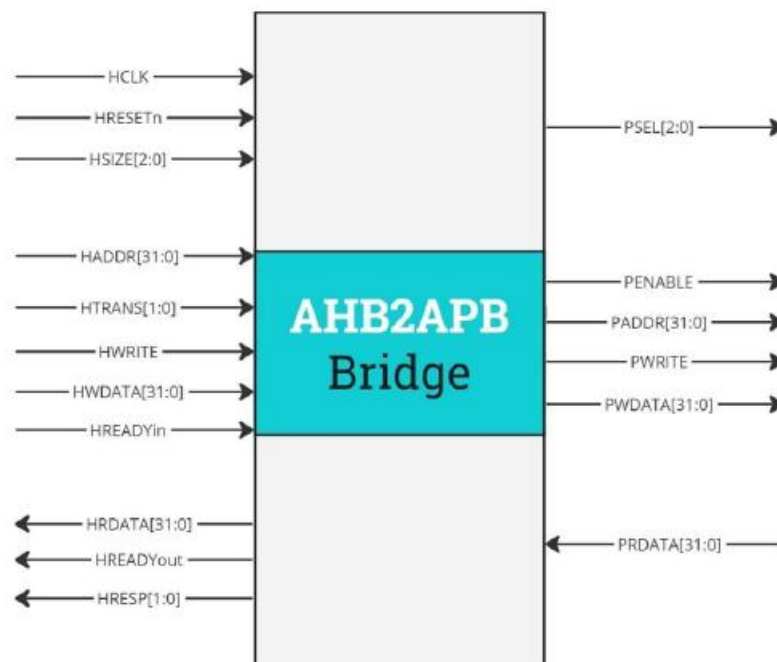 HCLK
HRESETn
HSIZE[2:0]
HADDR[31:0]
HTRANS[1:0]
HWRITE
HWDATA[31:0]
HREADYin
HRDATA[31:0]
HREADYout
HRESP[1:0]
AHB2APB
Bridge
PSEL[2:0]
PENABLE
PADDR[31:0]
PWRITE
PWDATA[31:0]
PRDATA[31:0]